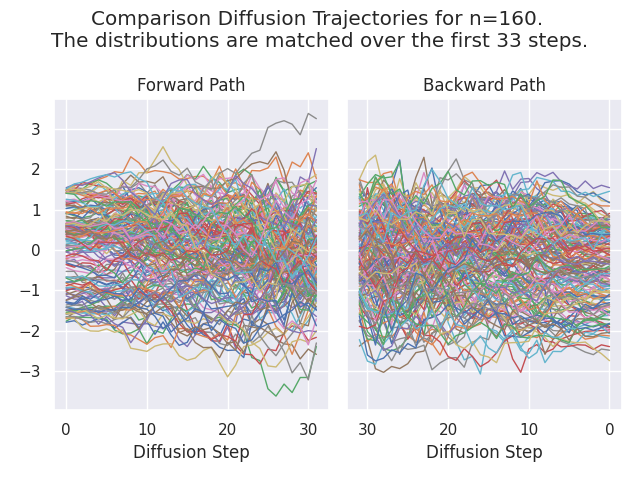 Comparison Diffusion Trajectories for n=160.
The distributions are matched over the first 33 steps.
Forward Path
Backward Path
3
2
1
0
−1
−2
−3
0 10 20 30
30 20 10 0
Diffusion Step
Diffusion Step